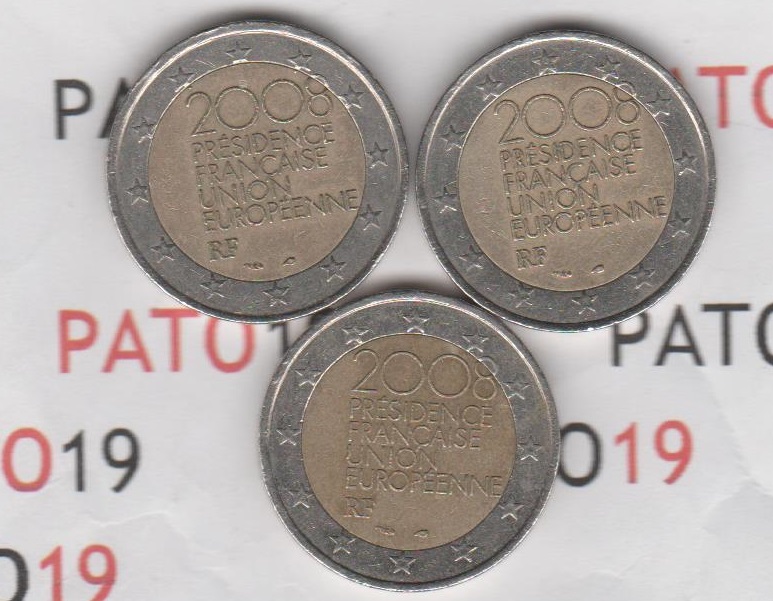 PA
PATO
2008
PRÉSIDENCE
FRANÇAISE
UNION
EUROPÉENNE
RF
2008
PRÉSIDENCE
FRANÇAISE
UNION
EUROPÉENNE
RF
PATO1
PATO
2008
PRÉSIDENCE
FRANÇAISE
UNION
EUROPÉENNE
RF
O19
O19
O19